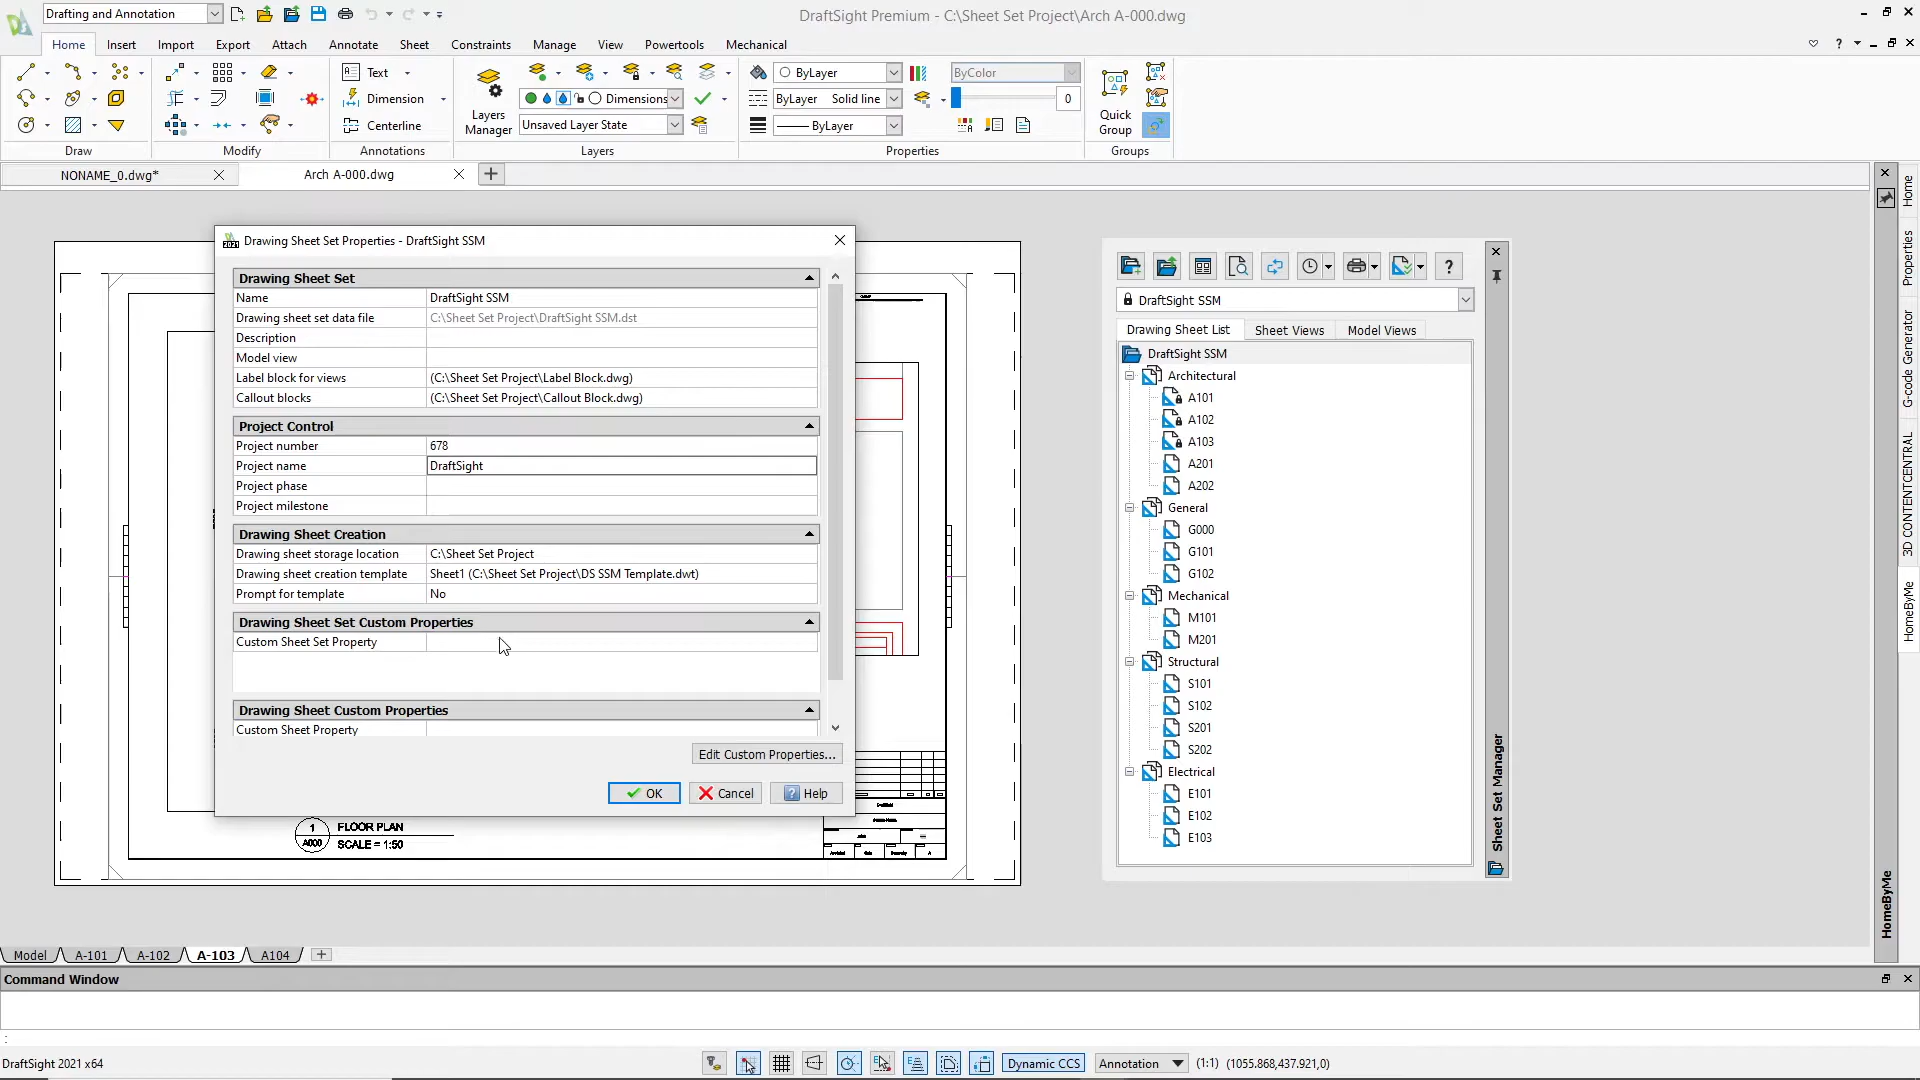 Drafting and Annotation
DraftSight Premium - C:\Sheet Set Project\Arch A-000.dwg
Home Insert Import Export Attach Annotate Sheet Constraints Manage View Powertools Mechanical
?
Text
Dimension
Centerline
Layers
Manager
Dimensions
Unsaved Layer State
ByLayer
ByLayer Solid line
ByLayer
ByColor
0
Quick
Group
Draw Modify Annotations Layers Properties Groups
NONAME_0.dwg*
Arch A-000.dwg
Drawing Sheet Set Properties - DraftSight SSM
Drawing Sheet Set
Name DraftSight SSM
Drawing sheet set data file C:\Sheet Set Project\DraftSight SSM.dst
Description
Model view
Label block for views (C:\Sheet Set Project\Label Block.dwg)
Callout blocks (C:\Sheet Set Project\Callout Block.dwg)
Project Control
Project number 678
Project name DraftSight
Project phase
Project milestone
Drawing Sheet Creation
Drawing sheet storage location C:\Sheet Set Project
Drawing sheet creation template Sheet1 (C:\Sheet Set Project\DS SSM Template.dwt)
Prompt for template No
Drawing Sheet Set Custom Properties
Custom Sheet Set Property
Drawing Sheet Custom Properties
Custom Sheet Property
Edit Custom Properties...
OK Cancel Help
1
A000
FLOOR PLAN
SCALE = 1:50
?
DraftSight SSM
Drawing Sheet List Sheet Views Model Views
DraftSight SSM
Architectural
A101
A102
A103
A201
A202
General
G000
G101
G102
Mechanical
M101
M201
Structural
S101
S102
S201
S202
Electrical
E101
E102
E103
Sheet Set Manager
Home
Properties
G-code Generator
3D CONTENTCENTRAL
HomeByMe
HomeByMe
Model A-101 A-102 A-103 A104
Command Window
:
DraftSight 2021 x64
Dynamic CCS
Annotation
(1:1) (1055.868,437.921,0)